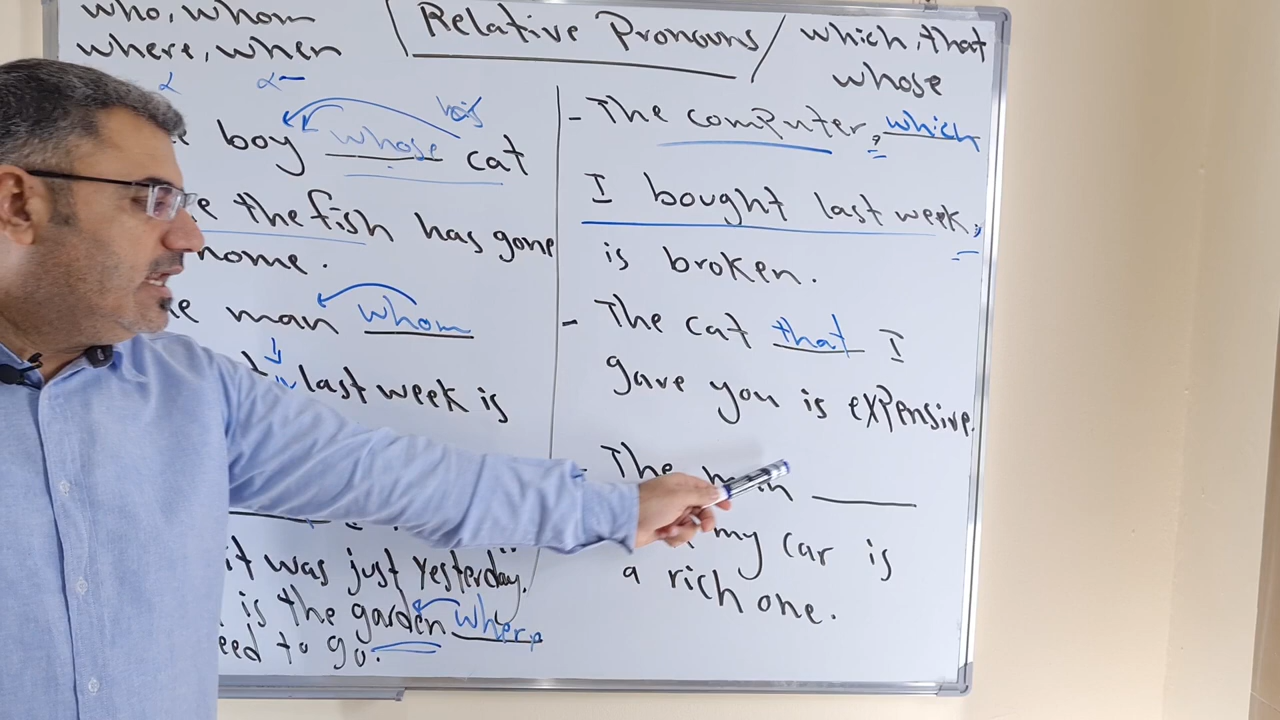 who, whom
where, when
Relative Pronouns
which, that
whose
boy whose his cat
the fish has gone
home.
man whom
last week is
it was just yesterday.
is the garden where
to go.
- The computer, which
I bought last week,
is broken.
- The cat that I
gave you is expensive.
- The ______
my car is
a rich one.